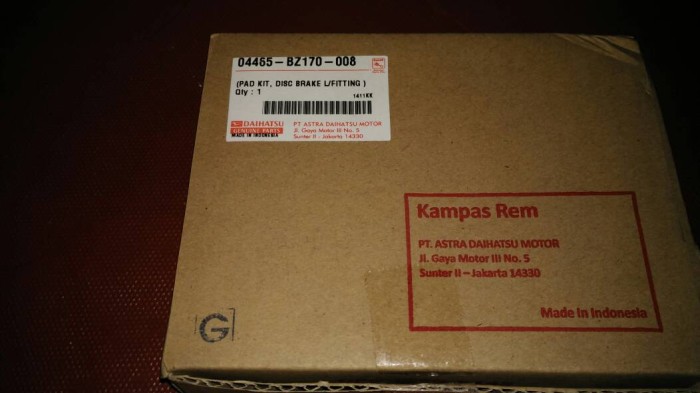 04465-BZ170-008
(PAD KIT, DISC BRAKE L/FITTING )
Qty : 1
1411KK
DAIHATSU
GENUINE PARTS
MADE IN INDONESIA
PT ASTRA DAIHATSU MOTOR
Jl. Gaya Motor III No. 5
Sunter II - Jakarta 14330
Kampas Rem
PT. ASTRA DAIHATSU MOTOR
Jl. Gaya Motor III No. 5
Sunter II – Jakarta 14330
Made In Indonesia
G